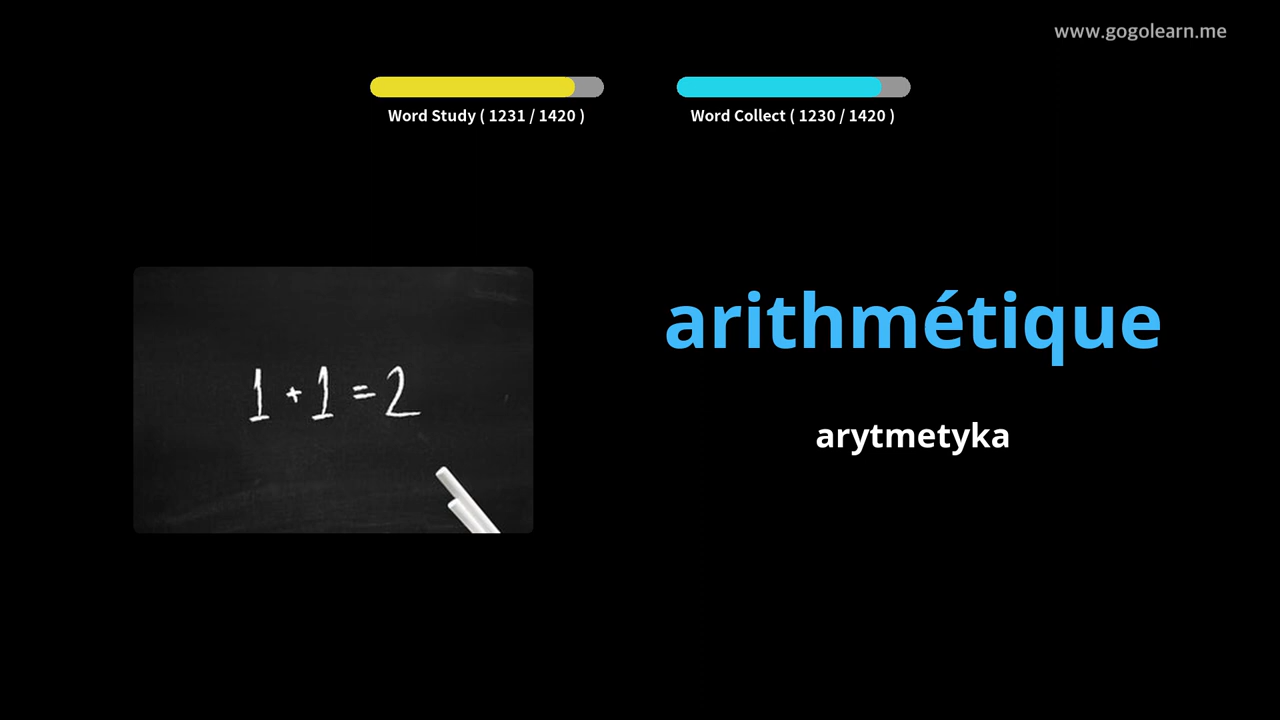 www.gogolearn.me
Word Study ( 1231 / 1420 )
Word Collect ( 1230 / 1420 )
1 + 1 = 2
arithmétique
arytmetyka